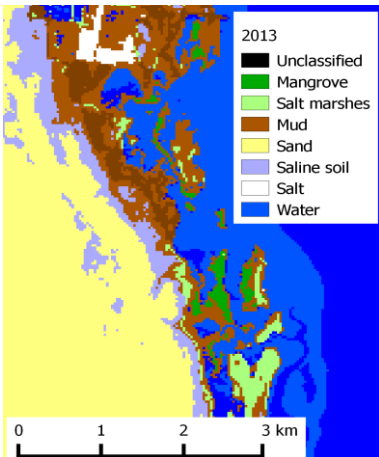 2013
Unclassified
Mangrove
Salt marshes
Mud
Sand
Saline soil
Salt
Water
0 1 2 3 km